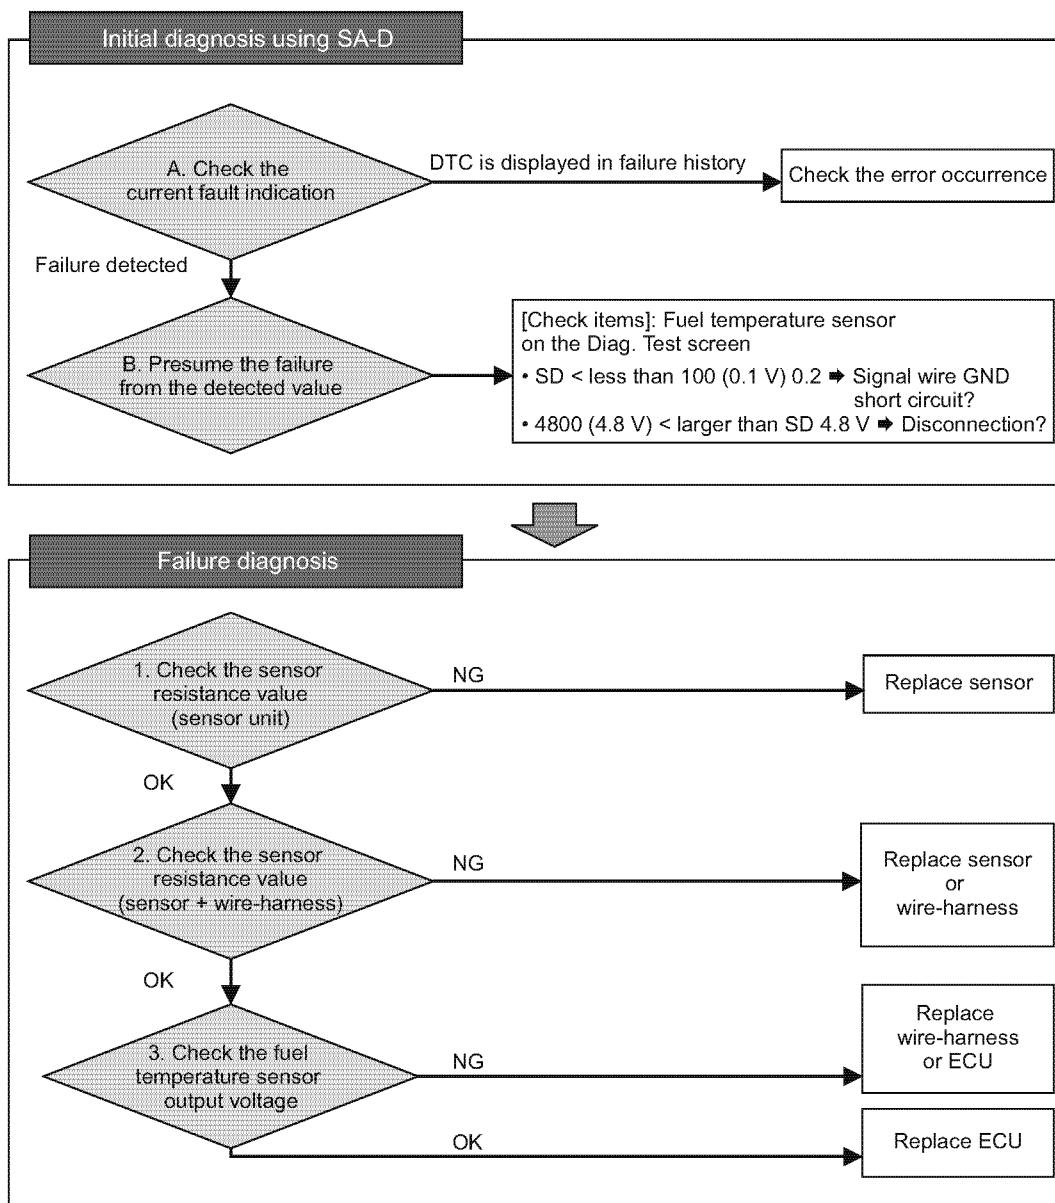 Initial diagnosis using SA-D
A. Check the
current fault indication
DTC is displayed in failure history
Check the error occurrence
Failure detected
B. Presume the failure
from the detected value
[Check items]: Fuel temperature sensor
on the Diag. Test screen
• SD < less than 100 (0.1 V) 0.2 ➡ Signal wire GND
short circuit?
• 4800 (4.8 V) < larger than SD 4.8 V ➡ Disconnection?
Failure diagnosis
1. Check the sensor
resistance value
(sensor unit)
NG
Replace sensor
OK
2. Check the sensor
resistance value
(sensor + wire-harness)
NG
Replace sensor
or
wire-harness
OK
3. Check the fuel
temperature sensor
output voltage
NG
Replace
wire-harness
or ECU
OK
Replace ECU